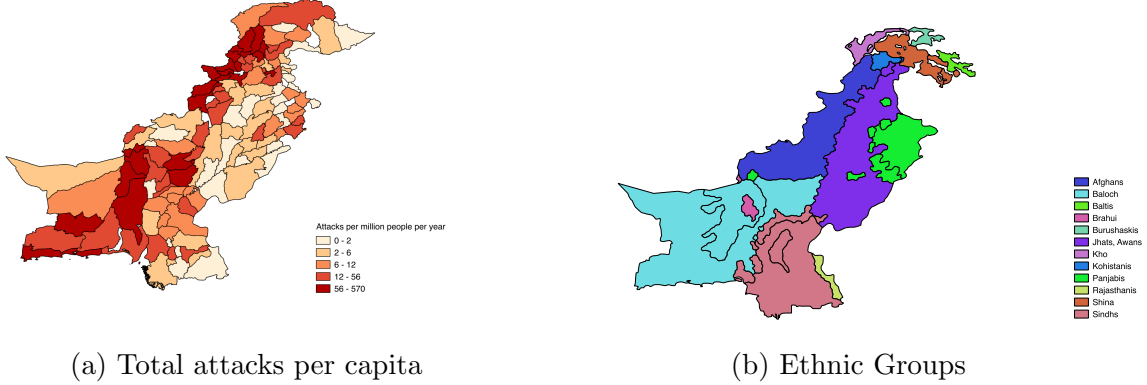 Attacks per million people per year
0 - 2
2 - 6
6 - 12
12 - 56
56 - 570
Afghans
Baloch
Baltis
Brahui
Burushaskis
Jhats, Awans
Kho
Kohistanis
Panjabis
Rajasthanis
Shina
Sindhs
(a) Total attacks per capita
(b) Ethnic Groups